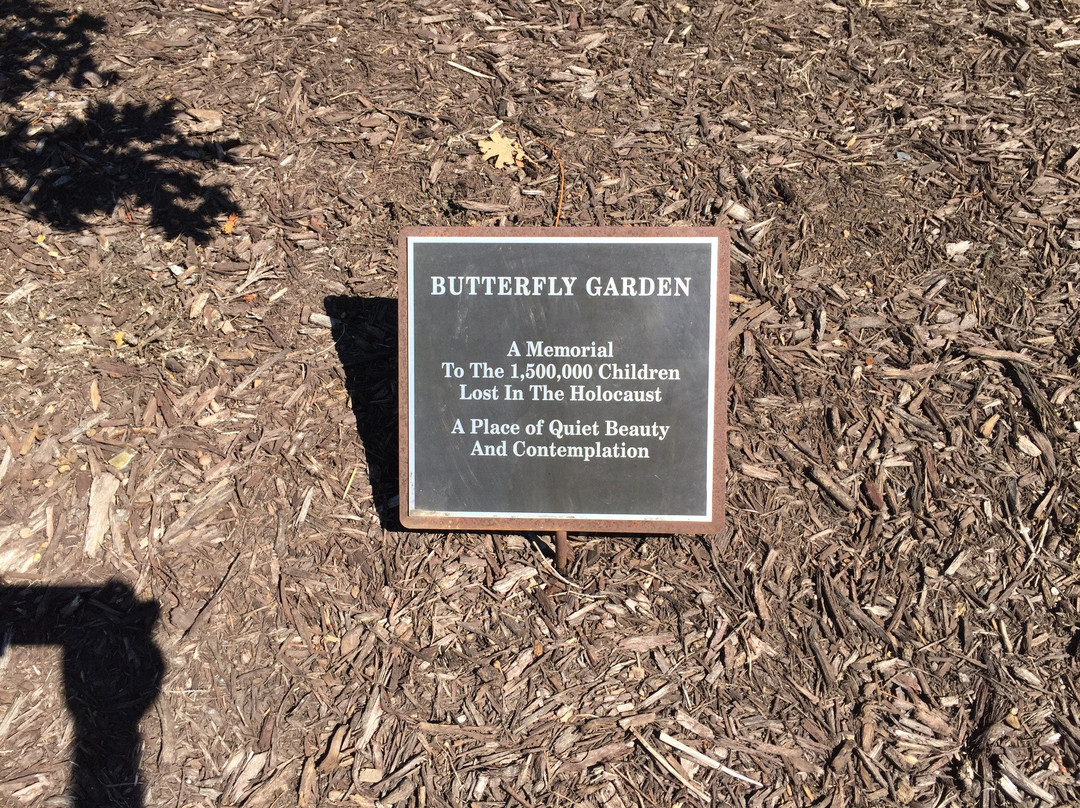 BUTTERFLY GARDEN
A Memorial
To The 1,500,000 Children
Lost In The Holocaust
A Place of Quiet Beauty
And Contemplation